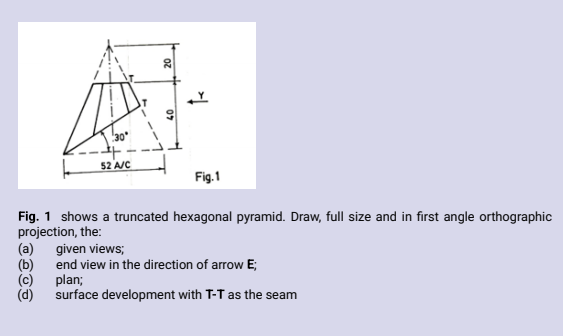 20
T
T
Y
40
30°
52 A/C
Fig.1
Fig. 1 shows a truncated hexagonal pyramid. Draw, full size and in first angle orthographic
projection, the:
(a) given views;
(b) end view in the direction of arrow E;
(c) plan;
(d) surface development with T-T as the seam